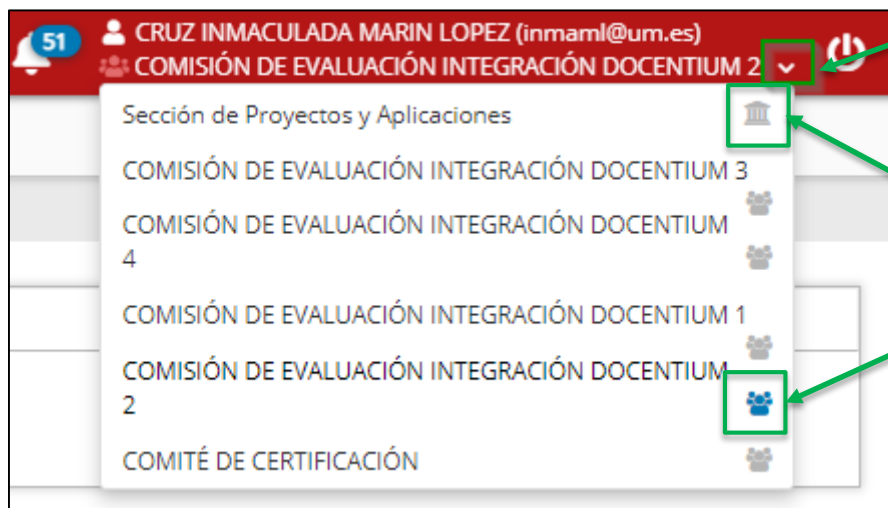 51
CRUZ INMACULADA MARIN LOPEZ (inmaml@um.es)
COMISIÓN DE EVALUACIÓN INTEGRACIÓN DOCENTIUM 2
Sección de Proyectos y Aplicaciones
COMISIÓN DE EVALUACIÓN INTEGRACIÓN DOCENTIUM 3
COMISIÓN DE EVALUACIÓN INTEGRACIÓN DOCENTIUM
4
COMISIÓN DE EVALUACIÓN INTEGRACIÓN DOCENTIUM 1
COMISIÓN DE EVALUACIÓN INTEGRACIÓN DOCENTIUM
2
COMITÉ DE CERTIFICACIÓN